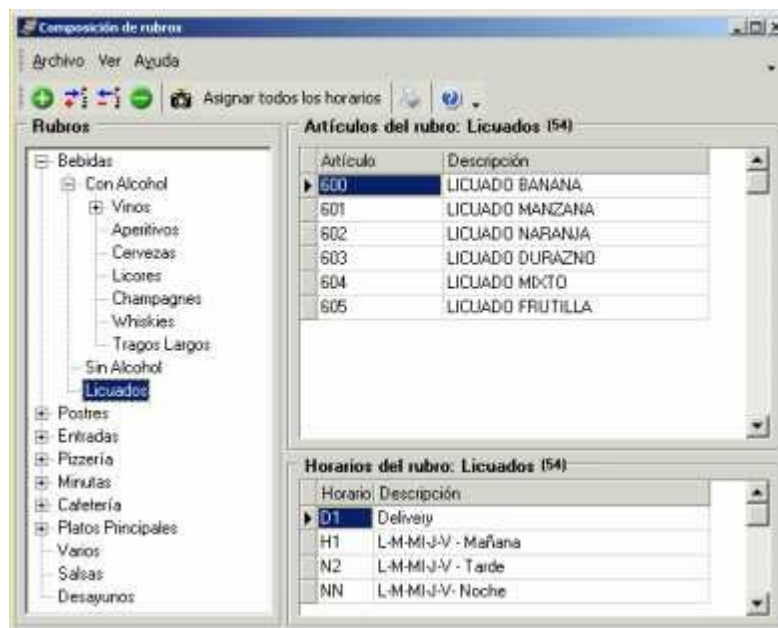 Composición de rubros
Archivo Ver Ayuda
Asignar todos los horarios
Rubros
Bebidas
Con Alcohol
Vinos
Aperitivos
Cervezas
Licores
Champagnes
Whiskies
Tragos Largos
Sin Alcohol
Licuados
Postres
Entradas
Pizzería
Minutas
Cafetería
Platos Principales
Varios
Salsas
Desayunos
Artículos del rubro: Licuados (54)
Artículo Descripción
600 LICUADO BANANA
601 LICUADO MANZANA
602 LICUADO NARANJA
603 LICUADO DURAZNO
604 LICUADO MIXTO
605 LICUADO FRUTILLA
Horarios del rubro: Licuados (54)
Horario Descripción
D1 Delivery
H1 L-M-MI-J-V - Mañana
N2 L-M-MI-J-V - Tarde
NN L-M-MI-J-V- Noche